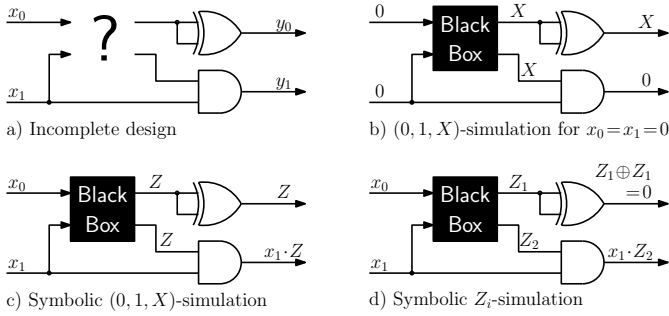 x₀
?
y₀
x₁
y₁
a) Incomplete design
0
Black
Box
X
X
X
0
0
b) (0, 1, X)-simulation for x₀=x₁=0
x₀
Black
Box
Z
Z
Z
x₁
x₁·Z
c) Symbolic (0, 1, X)-simulation
x₀
Black
Box
Z₁
Z₁⊕Z₁
=0
Z₂
x₁
x₁·Z₂
d) Symbolic Zᵢ-simulation